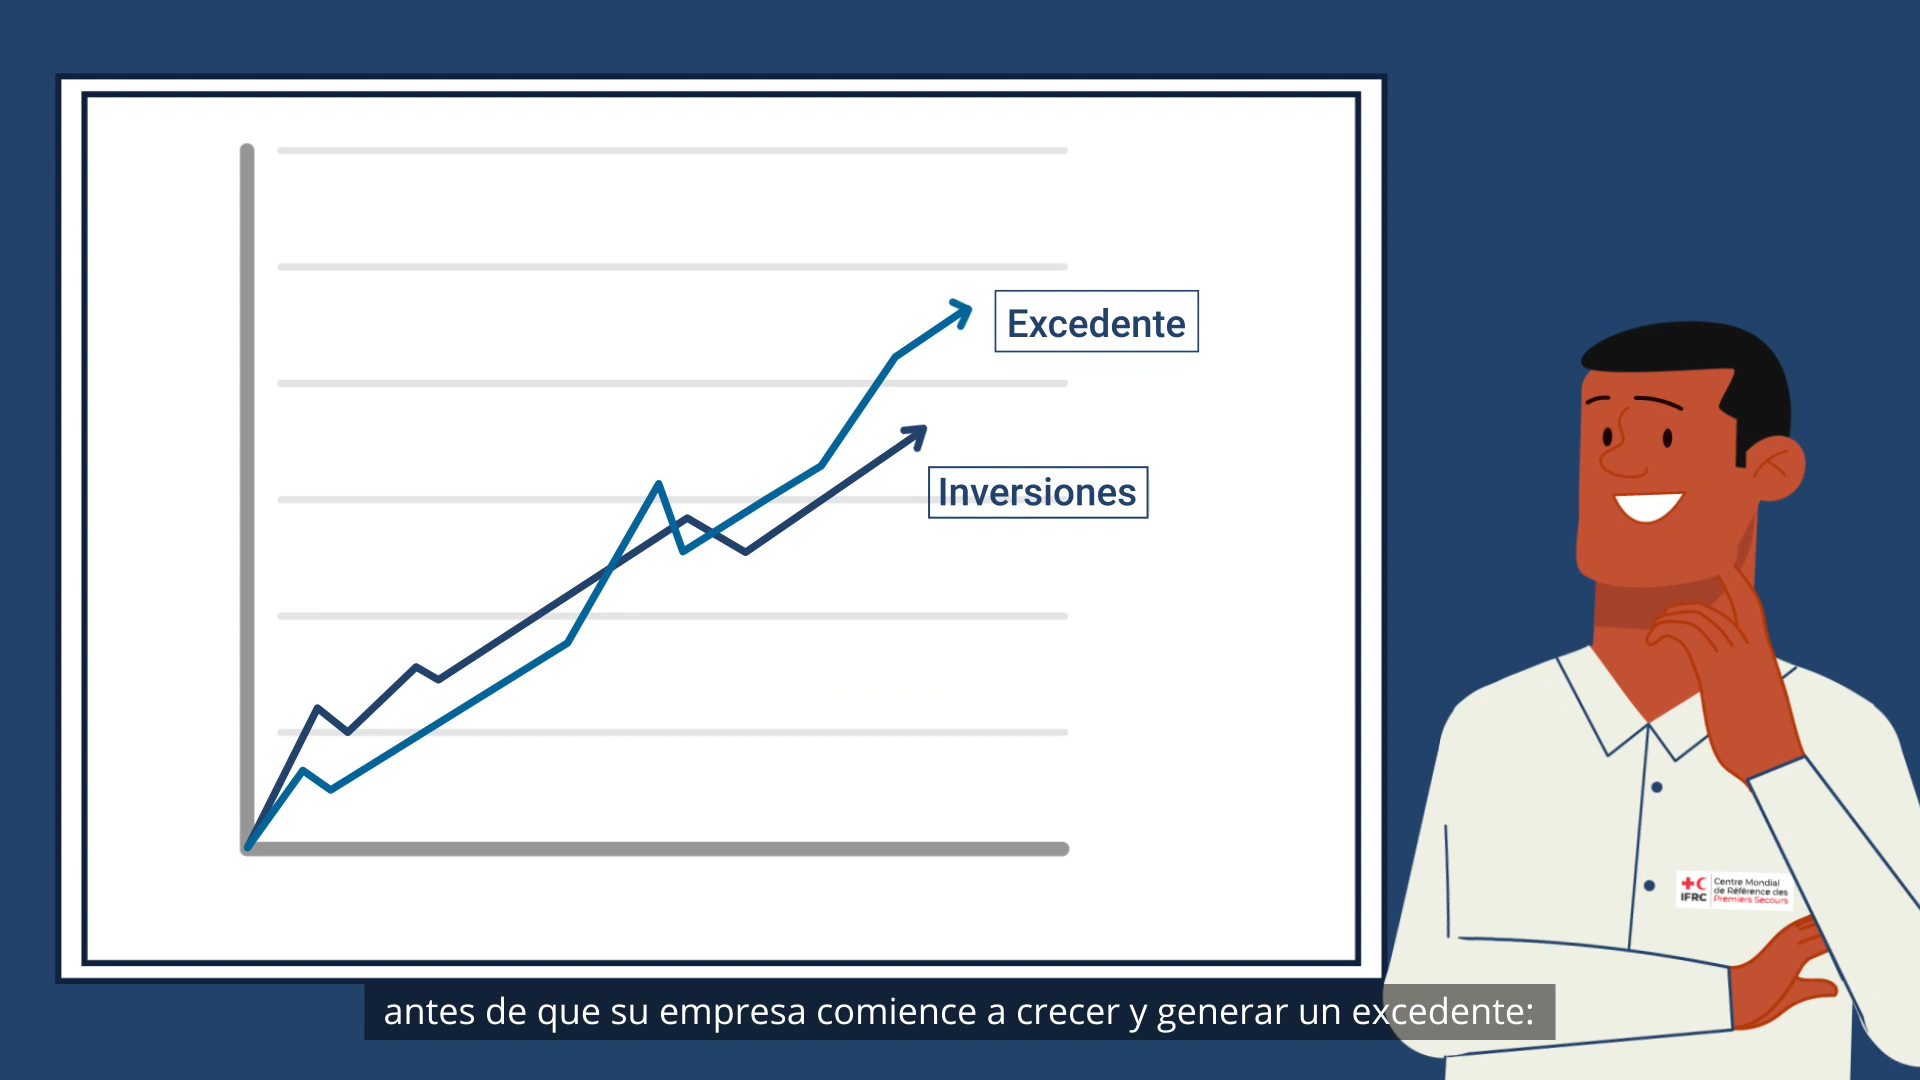 Excedente
Inversiones
IFRC
Centre Mondial
de Référence des
Premiers Secours
antes de que su empresa comience a crecer y generar un excedente: